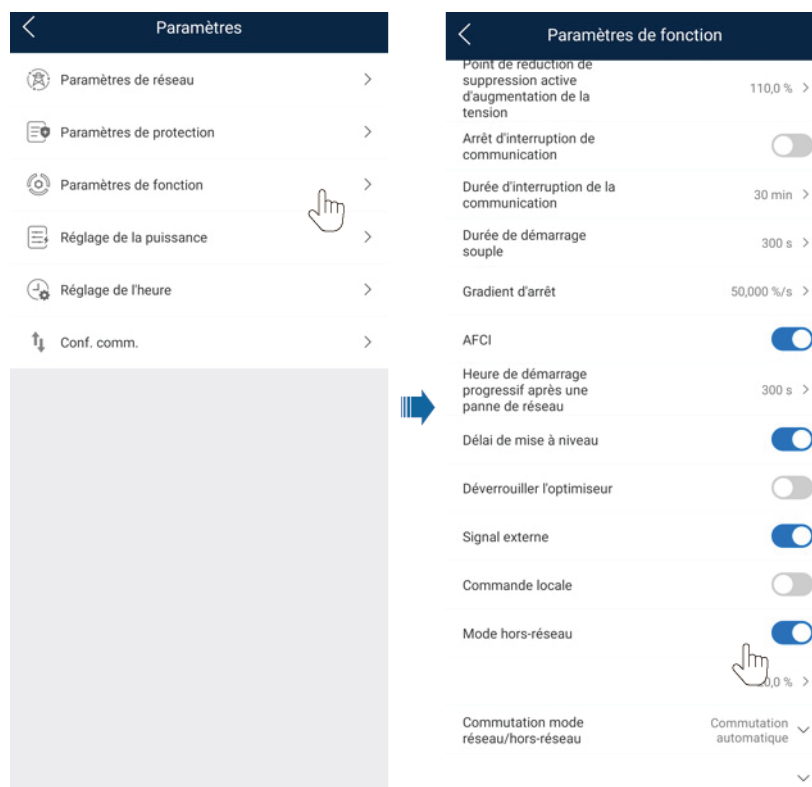 Paramètres
Paramètres de réseau
Paramètres de protection
Paramètres de fonction
Réglage de la puissance
Réglage de l'heure
Conf. comm.
Paramètres de fonction
Point de réduction de
suppression active
d'augmentation de la
tension
110,0 %
Arrêt d'interruption de
communication
Durée d'interruption de la
communication
30 min
Durée de démarrage
souple
300 s
Gradient d'arrêt
50,000 %/s
AFCI
Heure de démarrage
progressif après une
panne de réseau
300 s
Délai de mise à niveau
Déverrouiller l'optimiseur
Signal externe
Commande locale
Mode hors-réseau
0,0 %
Commutation mode
réseau/hors-réseau
Commutation
automatique